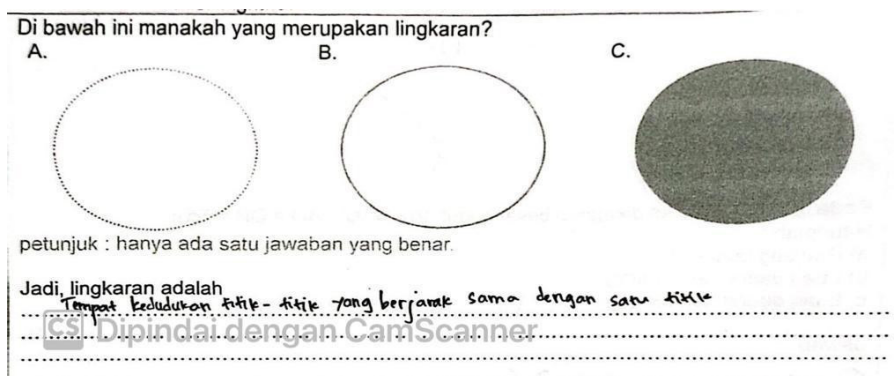 Di bawah ini manakah yang merupakan lingkaran?
A. B. C.
petunjuk : hanya ada satu jawaban yang benar.
Jadi, lingkaran adalah
Tempat kedudukan titik-titik yang berjarak sama dengan satu titik
CS Dipindai dengan CamScanner